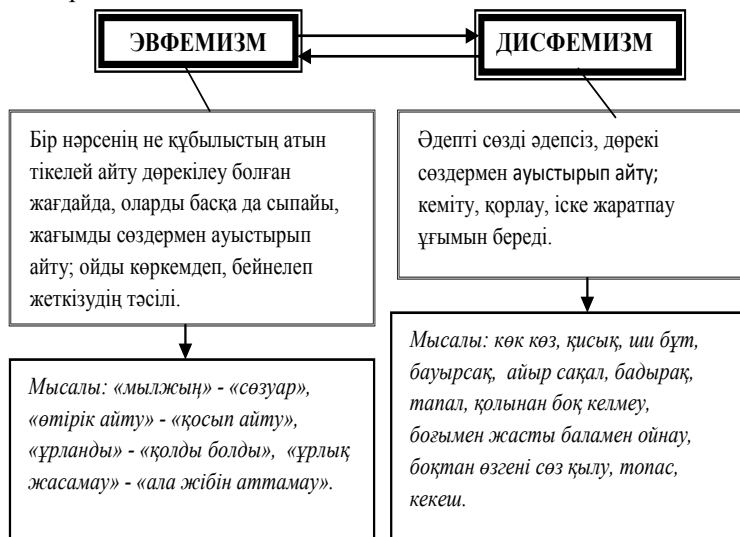 ЭВФЕМИЗМ
ДИСФЕМИЗМ
Бір нәрсенің не құбылыстың атын
тікелей айту дөрекілеу болған
жағдайда, оларды басқа да сыпайы,
жағымды сөздермен ауыстырып
айту; ойды көркемдеп, бейнелеп
жеткізудің тәсілі.
Әдепті сөзді әдепсіз, дөрекі
сөздермен ауыстырып айту;
кеміту, қорлау, іске жаратпау
ұғымын береді.
Мысалы: «мылжың» - «сөзуар»,
«өтірік айту» - «қосып айту»,
«ұрланды» - «қолды болды», «ұрлық
жасамау» - «ала жібін аттамау».
Мысалы: көк көз, қисық, ши бұт,
бауырсақ, айыр сақал, бадырақ,
тапал, қолынан боқ келмеу,
боғымен жасты баламен ойнау,
боқтан өзгені сөз қылу, топас,
кекеш.